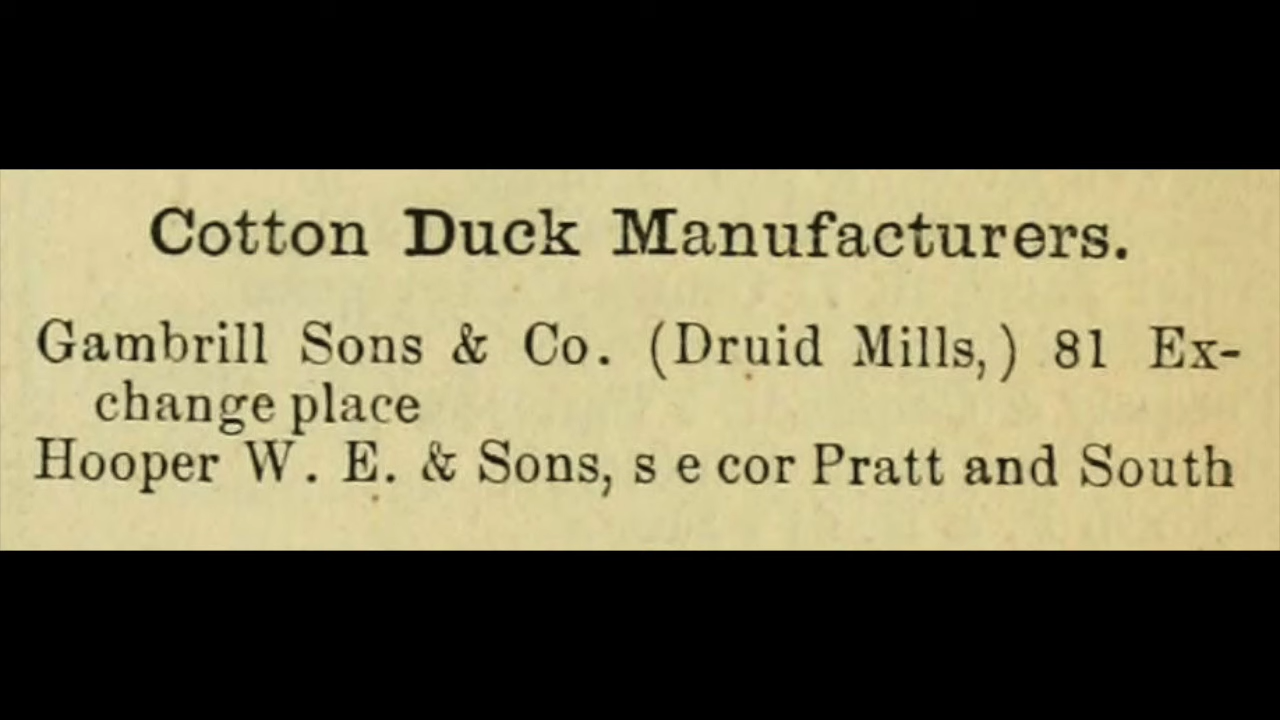 Cotton Duck Manufacturers.
Gambrill Sons & Co. (Druid Mills,) 81 Ex-
change place
Hooper W. E. & Sons, s e cor Pratt and South